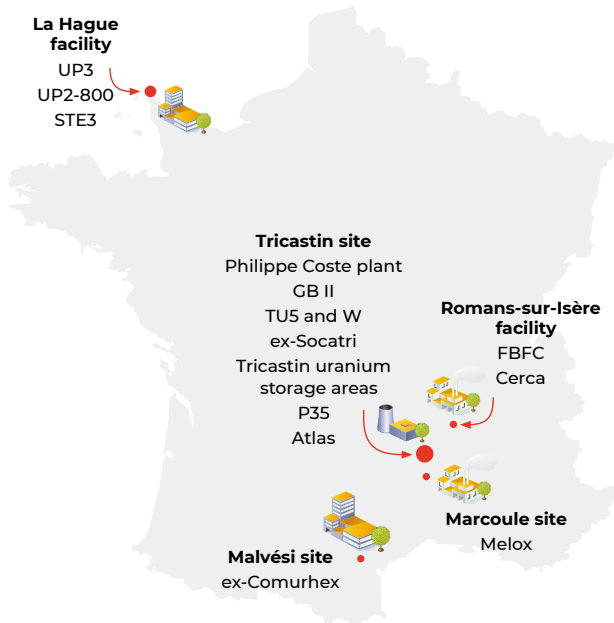 La Hague
facility
UP3
UP2-800
STE3
Tricastin site
Philippe Coste plant
GB II
TU5 and W
ex-Socatri
Tricastin uranium
storage areas
P35
Atlas
Romans-sur-Isère
facility
FBFC
Cerca
Marcoule site
Melox
Malvési site
ex-Comurhex